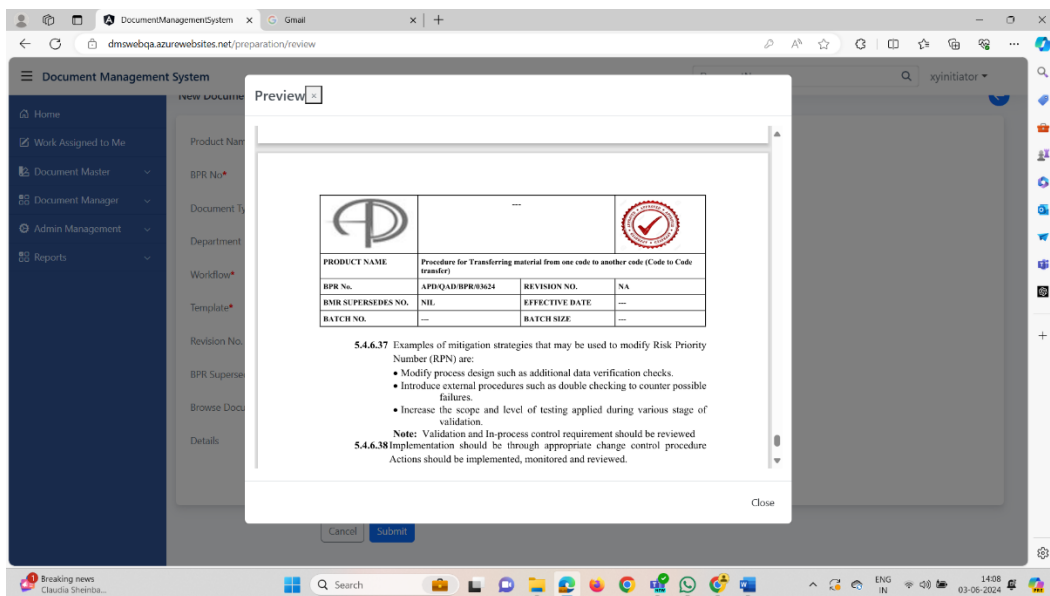 DocumentManagementSystem
Gmail
dmswebqa.azurewebsites.net/preparation/review
Document Management System
xyinitiator
New Docume
Home
Work Assigned to Me
Document Master
Document Manager
Admin Management
Reports
Product Nam
BPR No*
Document Ty
Department
Workflow*
Template*
Revision No.
BPR Superse
Browse Docu
Details
Cancel
Submit
Preview ×
---
PRODUCT NAME Procedure for Transferring material from one code to another code (Code to Code
transfer)
BPR No. APD/QAD/BPR/03624 REVISION NO. NA
BMR SUPERSEDES NO. NIL EFFECTIVE DATE ---
BATCH NO. --- BATCH SIZE ---
5.4.6.37 Examples of mitigation strategies that may be used to modify Risk Priority
Number (RPN) are:
• Modify process design such as additional data verification checks.
• Introduce external procedures such as double checking to counter possible
failures.
• Increase the scope and level of testing applied during various stage of
validation.
Note: Validation and In-process control requirement should be reviewed
5.4.6.38 Implementation should be through appropriate change control procedure
Actions should be implemented, monitored and reviewed.
Close
1
Breaking news
Claudia Sheinba...
Search
ENG
IN
14:08
03-06-2024